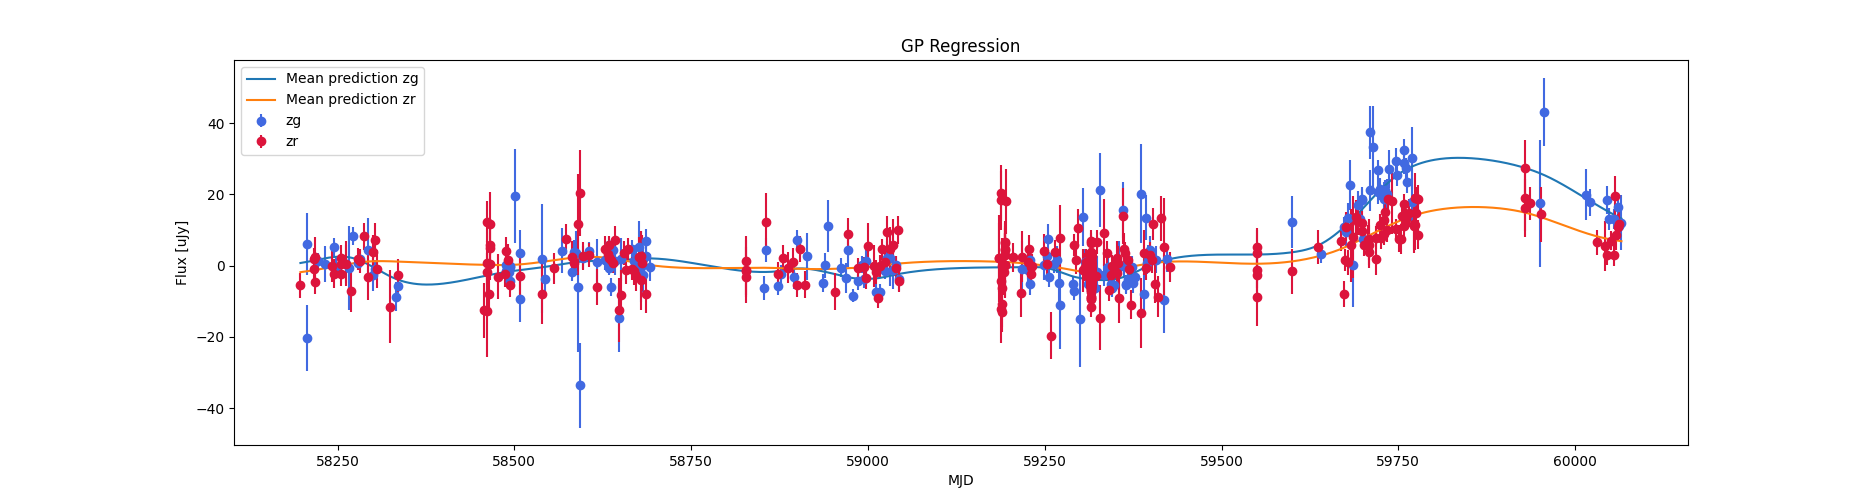 GP Regression
Mean prediction zg
Mean prediction zr
zg
zr
Flux [uJy]
40
20
0
−20
−40
58250 58500 58750 59000 59250 59500 59750 60000
MJD